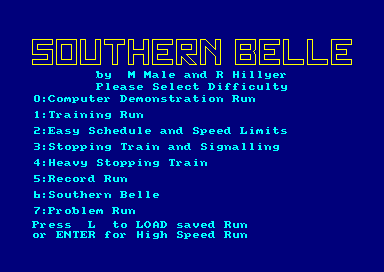 SOUTHERN BELLE
by M Male and R Hillyer
Please Select Difficulty
0:Computer Demonstration Run
1:Training Run
2:Easy Schedule and Speed Limits
3:Stopping Train and Signalling
4:Heavy Stopping Train
5:Record Run
6:Southern Belle
7:Problem Run
Press L to LOAD saved Run
or ENTER for High Speed Run